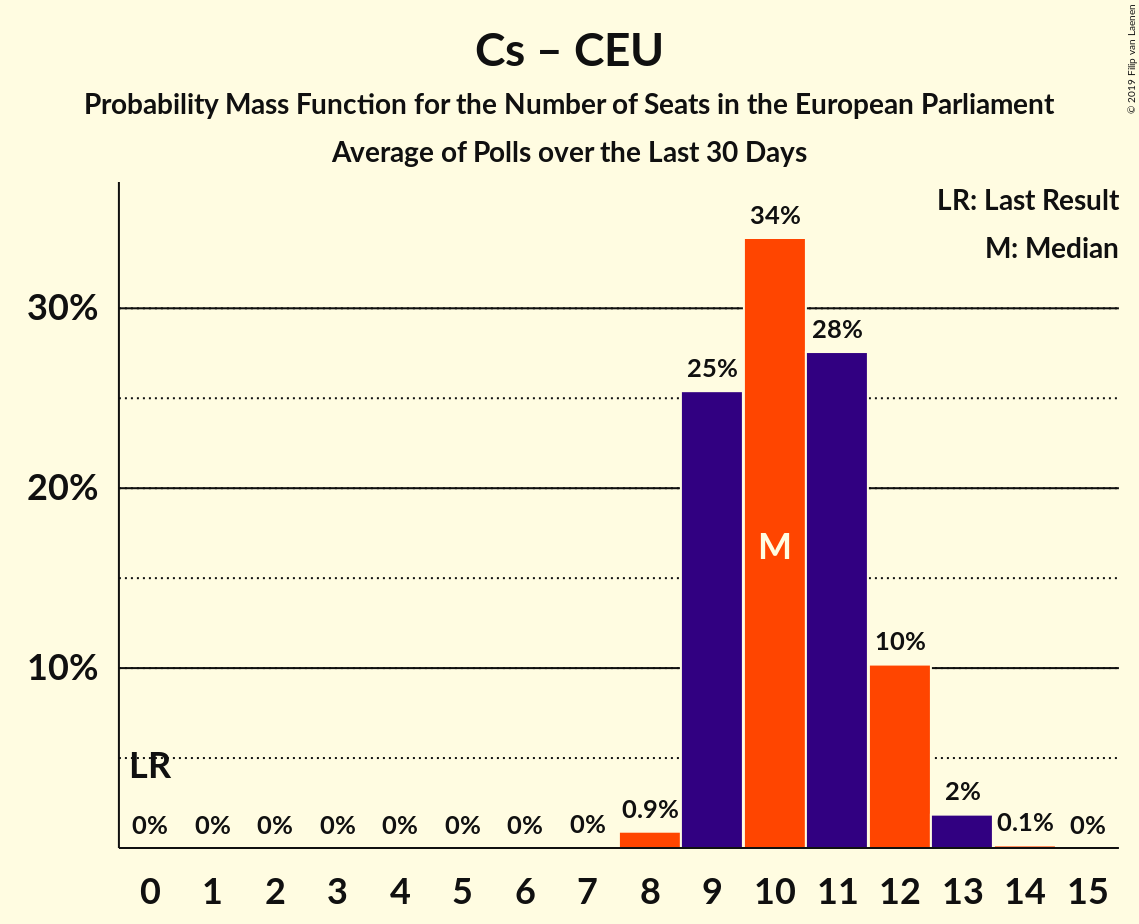 Cs – CEU
Probability Mass Function for the Number of Seats in the European Parliament
Average of Polls over the Last 30 Days
© 2019 Filip van Laenen
LR: Last Result
M: Median
34%
30%
28%
25%
20%
M
10%
10%
LR
0% 0% 0% 0% 0% 0% 0% 0% 0.9% 2% 0.1% 0%
0 1 2 3 4 5 6 7 8 9 10 11 12 13 14 15